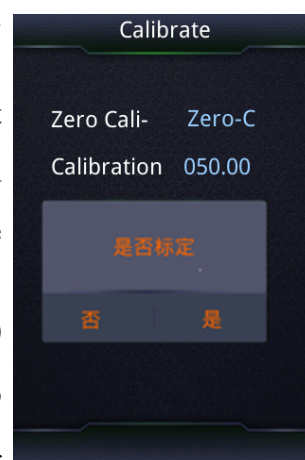 Calibrate
Zero Cali- Zero-C
Calibration 050.00
是否标定
否 是